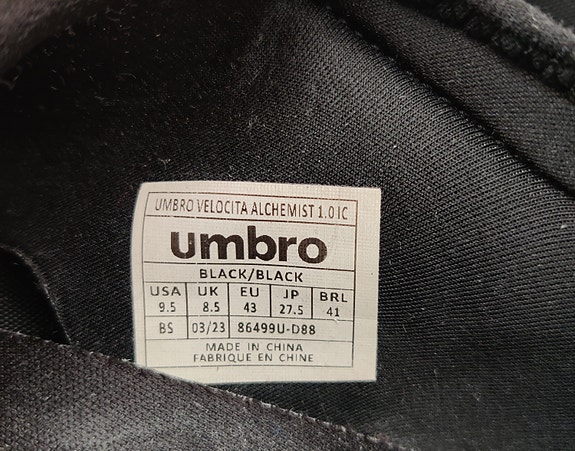 UMBRO VELOCITA ALCHEMIST 1.0 IC
umbro
BLACK/BLACK
USA UK EU JP BRL
9.5 8.5 43 27.5 41
BS 03/23 86499U-D88
MADE IN CHINA
FABRIQUE EN CHINE